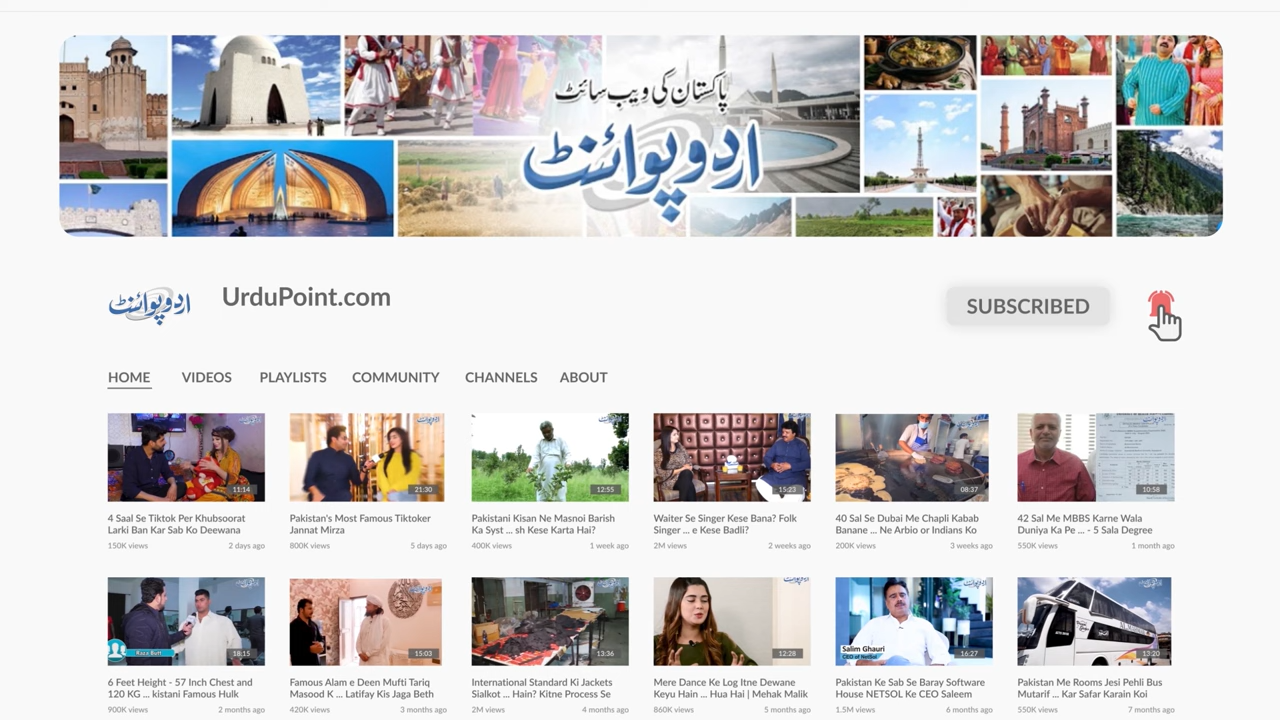 پاکستان کی ویب سائٹ
اردوپوائنٹ
اردوپوائنٹ
UrduPoint.com
SUBSCRIBED
HOME VIDEOS PLAYLISTS COMMUNITY CHANNELS ABOUT
11:14
21:30
12:55
15:23
08:37
10:58
4 Saal Se Tiktok Per Khubsoorat
Larki Ban Kar Sab Ko Deewana
150K views 2 days ago
Pakistan's Most Famous Tiktoker
Jannat Mirza
800K views 5 days ago
Pakistani Kisan Ne Masnoi Barish
Ka Syst ... sh Kese Karta Hai?
400K views 1 week ago
Waiter Se Singer Kese Bana? Folk
Singer ... e Kese Badli?
2M views 2 weeks ago
40 Sal Se Dubai Me Chapli Kabab
Banane ... Ne Arbio or Indians Ko
200K views 3 weeks ago
42 Sal Me MBBS Karne Wala
Duniya Ka Pe ... - 5 Sala Degree
550K views 1 month ago
Raza Butt
18:15
15:03
13:36
12:28
Salim Ghauri
CEO of NetSol
16:27
13:20
6 Feet Height - 57 Inch Chest and
120 KG ... kistani Famous Hulk
900K views 2 months ago
Famous Alam e Deen Mufti Tariq
Masood K ... Latifay Kis Jaga Beth
420K views 3 months ago
International Standard Ki Jackets
Sialkot ... Hain? Kitne Process Se
2M views 4 months ago
Mere Dance Ke Log Itne Dewane
Keyu Hain ... Hua Hai | Mehak Malik
860K views 5 months ago
Pakistan Ke Sab Se Baray Software
House NETSOL Ke CEO Saleem
1.5M views 6 months ago
Pakistan Me Rooms Jesi Pehli Bus
Mutarif ... Kar Safar Karain Koi
550K views 7 months ago